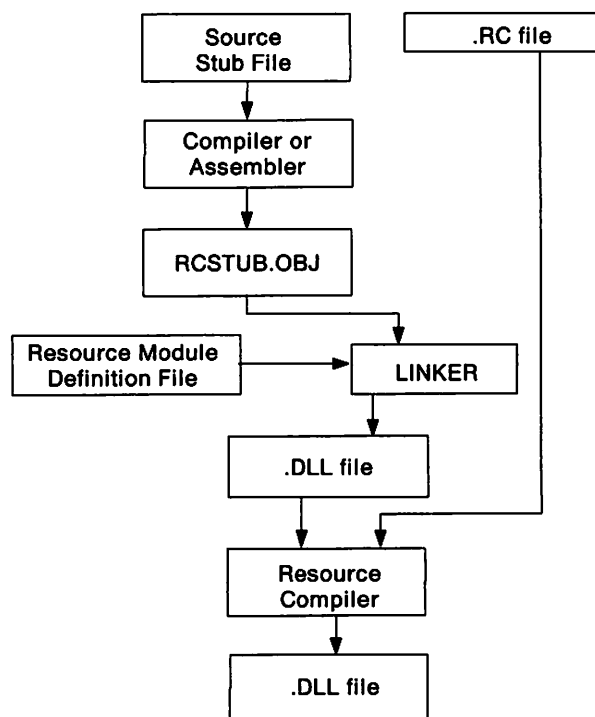 Source
Stub File
.RC file
Compiler or
Assembler
RCSTUB.OBJ
Resource Module
Definition File
LINKER
.DLL file
Resource
Compiler
.DLL file